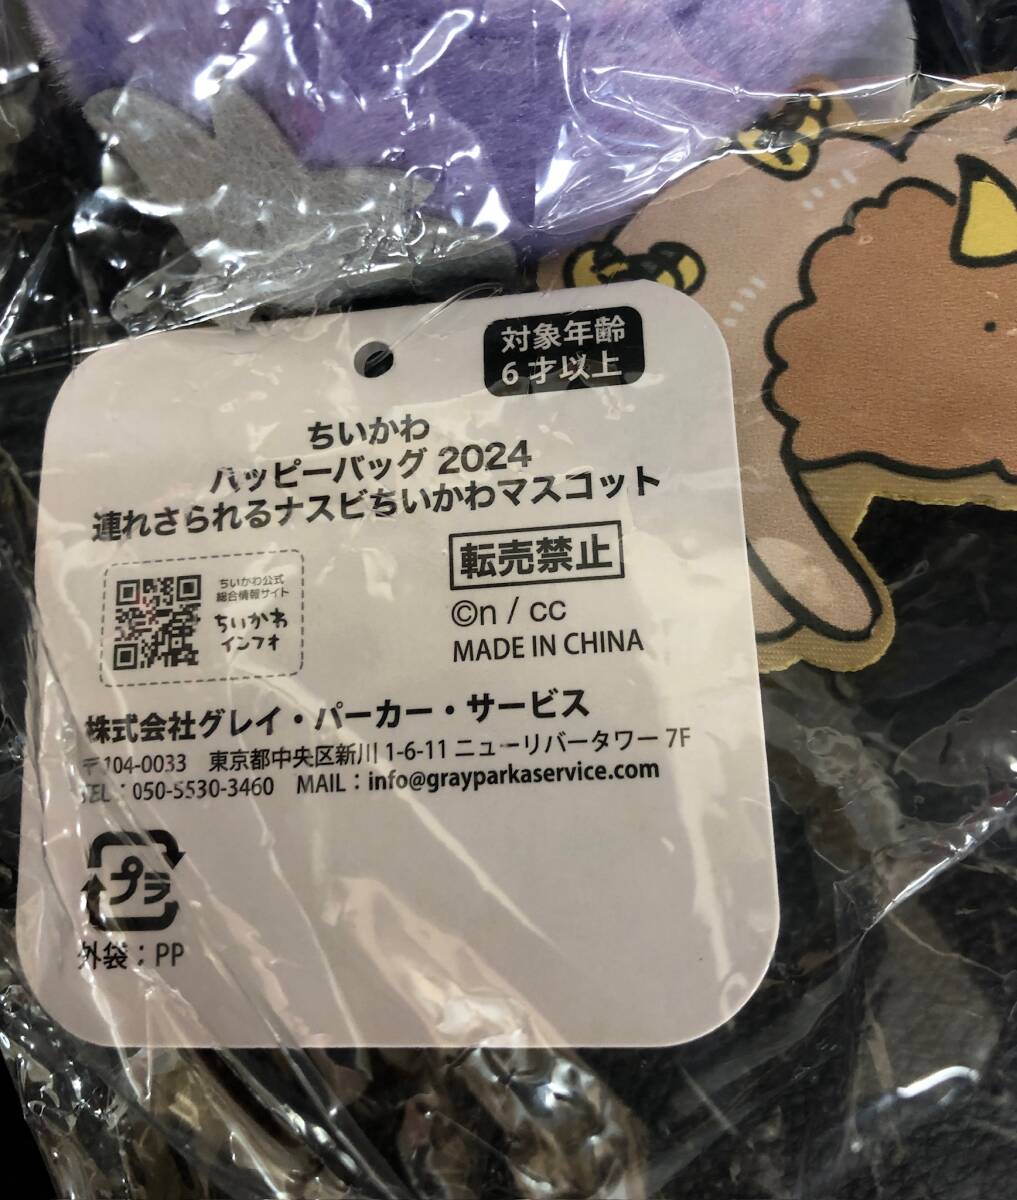 対象年齢
6才以上
ちいかわ
ハッピーバッグ 2024
連れさられるナスビちいかわマスコット
ちいかわ公式
総合情報サイト
ちいかわ
インフォ
転売禁止
©n / cc
MADE IN CHINA
株式会社グレイ・パーカー・サービス
〒104-0033 東京都中央区新川 1-6-11 ニューリバータワー 7F
TEL：050-5530-3460 MAIL：info@grayparkaservice.com
プラ
外袋：PP